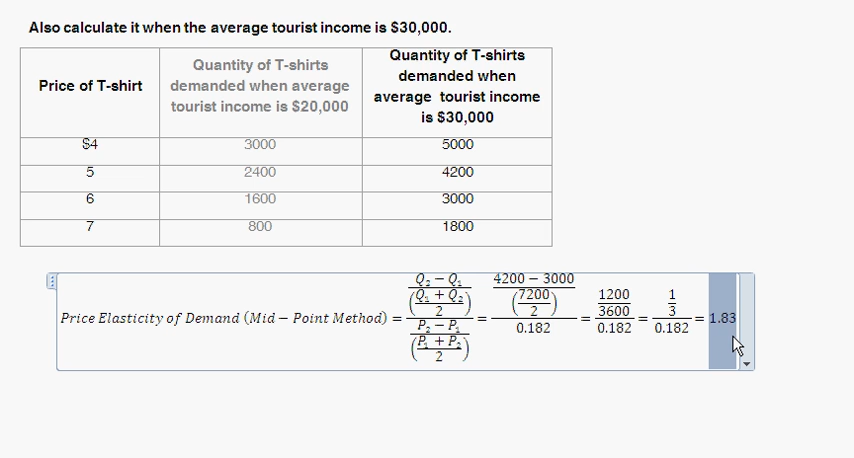 Also calculate it when the average tourist income is $30,000.
Price of T-shirt
Quantity of T-shirts
demanded when average
tourist income is $20,000
Quantity of T-shirts
demanded when
average tourist income
is $30,000
$4 3000 5000
5 2400 4200
6 1600 3000
7 800 1800
Price Elasticity of Demand (Mid − Point Method) = ((Q₂ − Q₁)/((Q₁ + Q₂)/2))/((P₂ − P₁)/((P₁ + P₂)/2)) = ((4200 − 3000)/(7200/2))/0.182 = (1200/3600)/0.182 = (1/3)/0.182 = 1.83